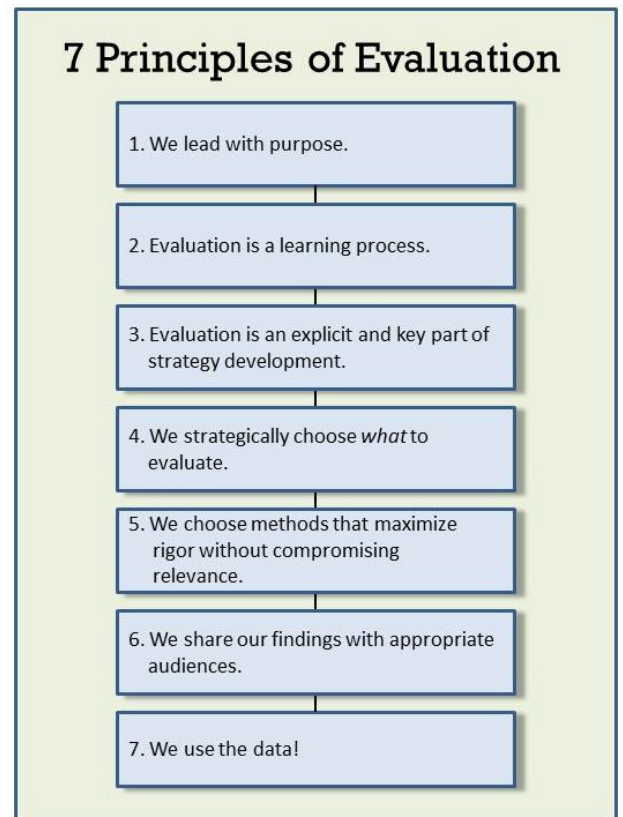 7 Principles of Evaluation
1. We lead with purpose.
2. Evaluation is a learning process.
3. Evaluation is an explicit and key part of
strategy development.
4. We strategically choose what to
evaluate.
5. We choose methods that maximize
rigor without compromising
relevance.
6. We share our findings with appropriate
audiences.
7. We use the data!